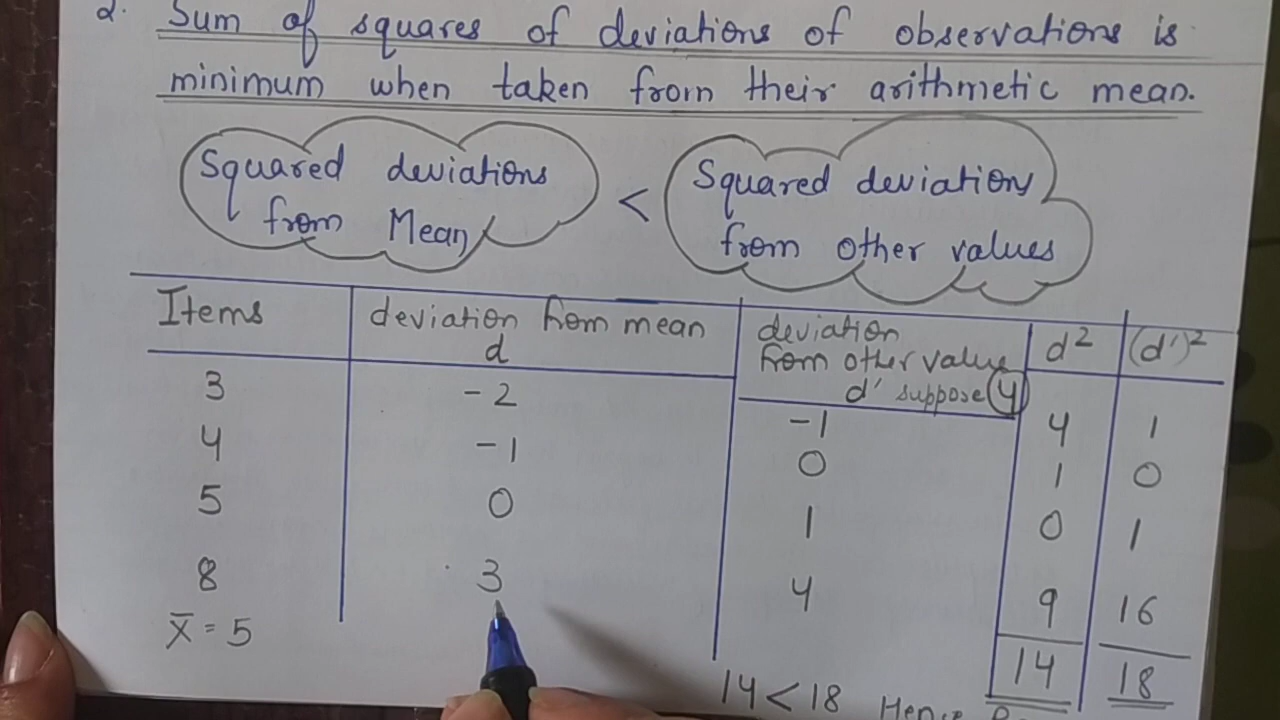 2. Sum of squares of deviations of observations is
minimum when taken from their arithmetic mean.
Squared deviations
from Mean
<
Squared deviations
from other values
Items
deviation from mean
d
deviation
from other value
d' suppose 4
d²
(d')²
3 -2 -1 4 1
4 -1 0 1 0
5 0 1 0 1
8 3 4 9 16
X̄ = 5
14 18
14 < 18 Hence